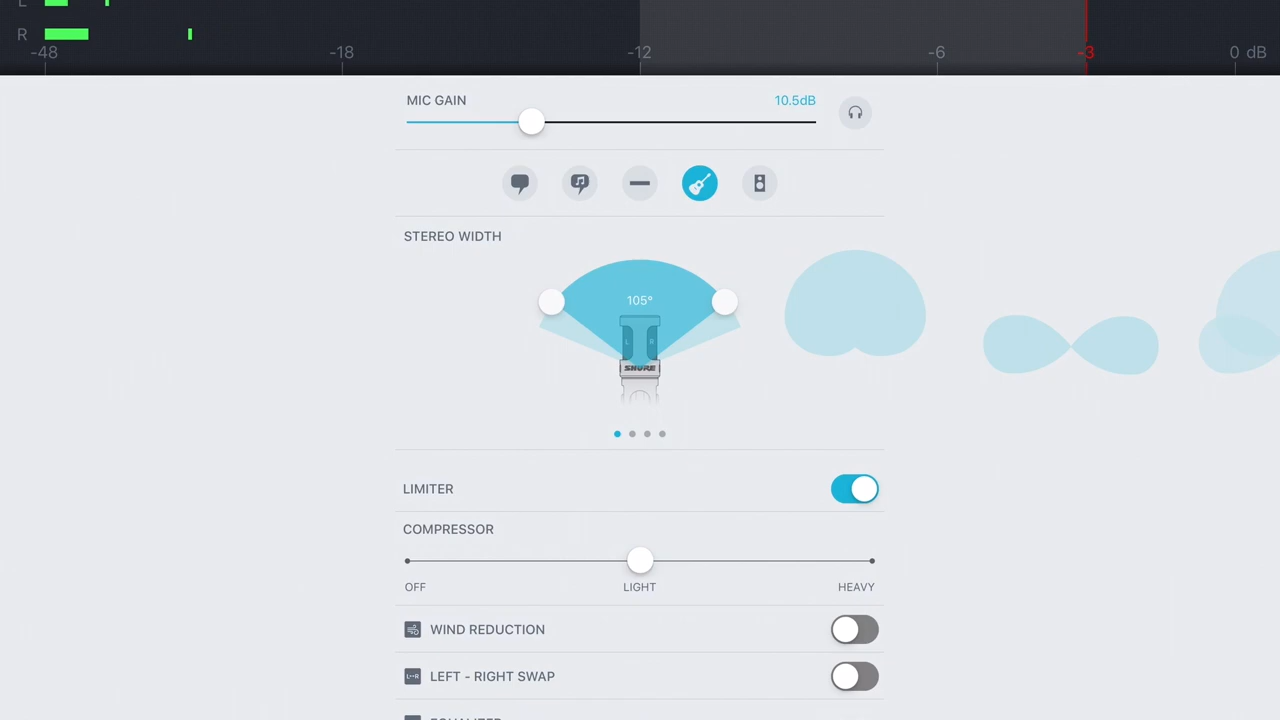 L
R
-48 -18 -12 -6 -3 0 dB
MIC GAIN 10.5dB
STEREO WIDTH
105°
L R
SHURE
LIMITER
COMPRESSOR
OFF LIGHT HEAVY
WIND REDUCTION
L↔R LEFT - RIGHT SWAP
EQUALIZER